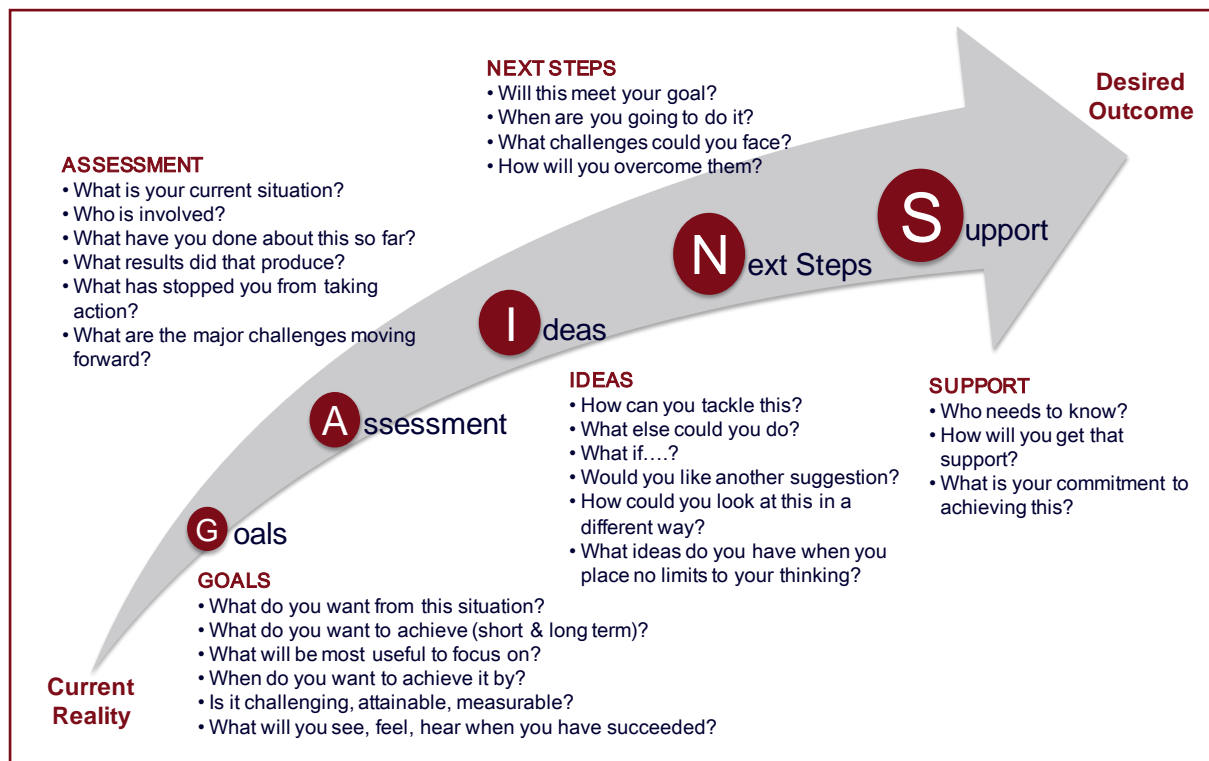 NEXT STEPS
• Will this meet your goal?
• When are you going to do it?
• What challenges could you face?
• How will you overcome them?
Desired
Outcome
ASSESSMENT
• What is your current situation?
• Who is involved?
• What have you done about this so far?
• What results did that produce?
• What has stopped you from taking
action?
• What are the major challenges moving
forward?
Support
Next Steps
Ideas
Assessment
Goals
IDEAS
• How can you tackle this?
• What else could you do?
• What if….?
• Would you like another suggestion?
• How could you look at this in a
different way?
• What ideas do you have when you
place no limits to your thinking?
SUPPORT
• Who needs to know?
• How will you get that
support?
• What is your commitment to
achieving this?
GOALS
• What do you want from this situation?
• What do you want to achieve (short & long term)?
• What will be most useful to focus on?
• When do you want to achieve it by?
• Is it challenging, attainable, measurable?
• What will you see, feel, hear when you have succeeded?
Current
Reality